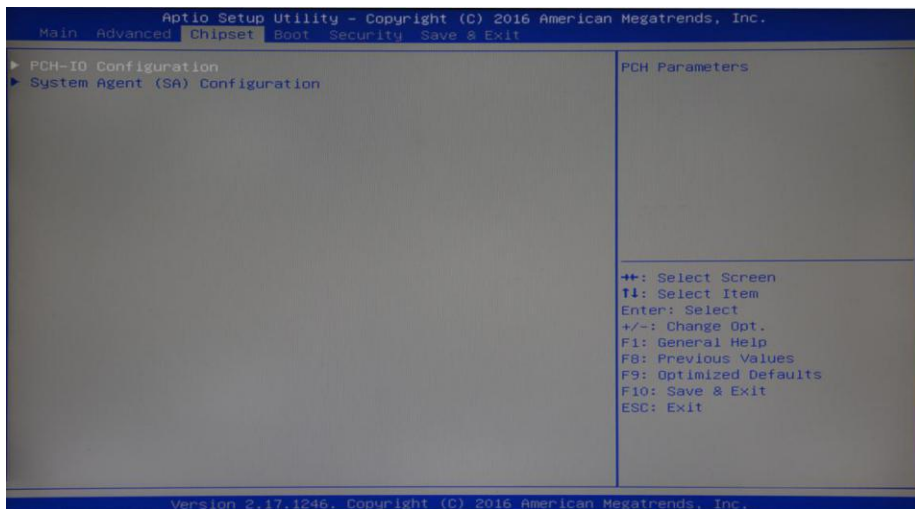 Aptio Setup Utility – Copyright (C) 2016 American Megatrends, Inc.
Main Advanced Chipset Boot Security Save & Exit
► PCH-IO Configuration
► System Agent (SA) Configuration
PCH Parameters
→←: Select Screen
↑↓: Select Item
Enter: Select
+/-: Change Opt.
F1: General Help
F8: Previous Values
F9: Optimized Defaults
F10: Save & Exit
ESC: Exit
Version 2.17.1246. Copyright (C) 2016 American Megatrends, Inc.